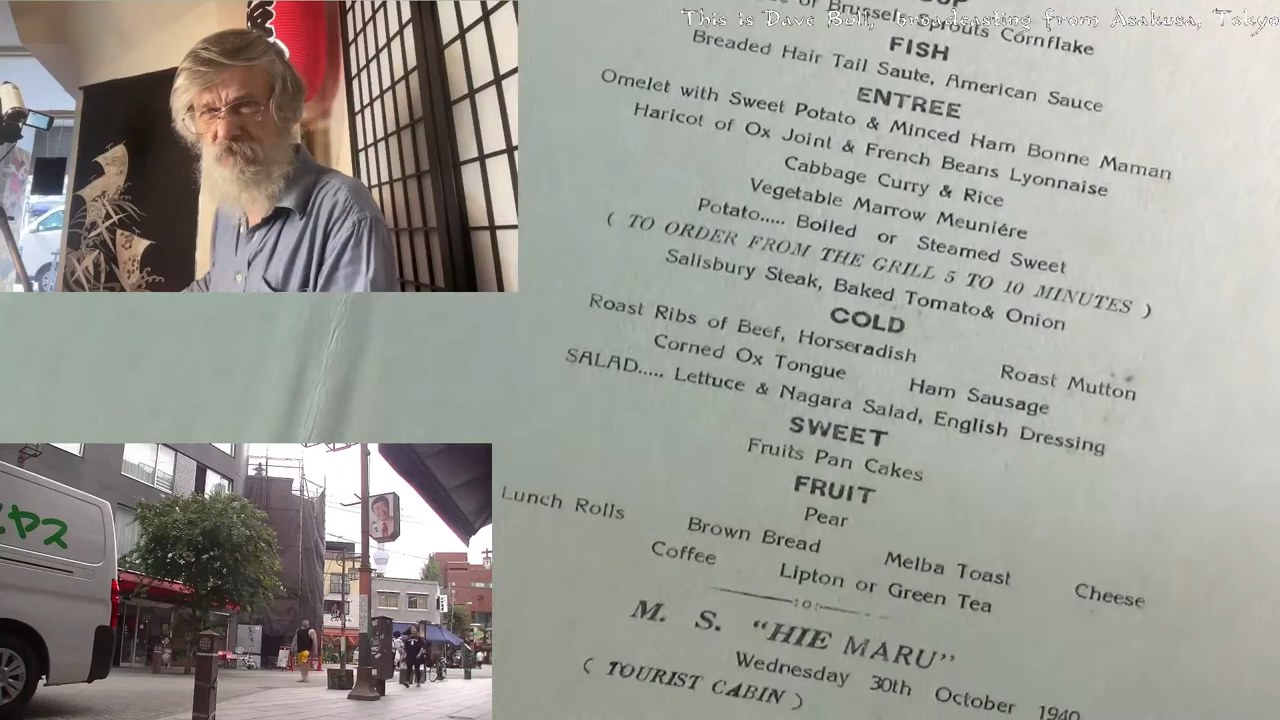 This is Dave Bull, broadcasting from Asakusa, Tokyo
of Brussel Sprouts Cornflake
FISH
Breaded Hair Tail Saute, American Sauce
ENTREE
Omelet with Sweet Potato & Minced Ham Bonne Maman
Haricot of Ox Joint & French Beans Lyonnaise
Cabbage Curry & Rice
Vegetable Marrow Meuniére
Potato..... Boiled or Steamed Sweet
( TO ORDER FROM THE GRILL 5 TO 10 MINUTES )
Salisbury Steak, Baked Tomato& Onion
COLD
Roast Ribs of Beef, Horseradish Roast Mutton
Corned Ox Tongue Ham Sausage
SALAD..... Lettuce & Nagara Salad, English Dressing
SWEET
Fruits Pan Cakes
FRUIT
Pear
Lunch Rolls Brown Bread Melba Toast Cheese
Coffee Lipton or Green Tea
:o:
M. S. “HIE MARU”
Wednesday 30th October 1940
( TOURIST CABIN )
ヤス